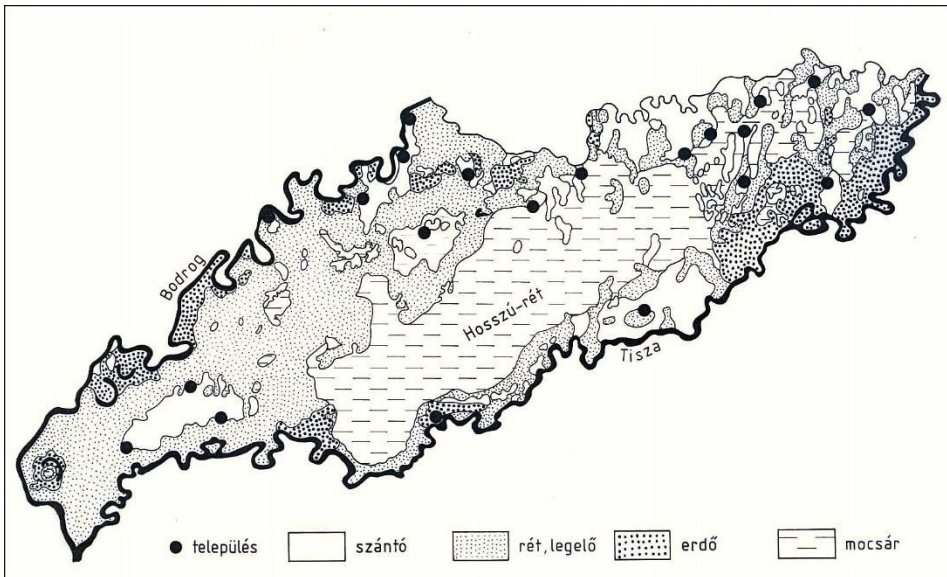 Bodrog
Hosszú-rét
Tisza
település
szántó
rét, legelő
erdő
mocsár